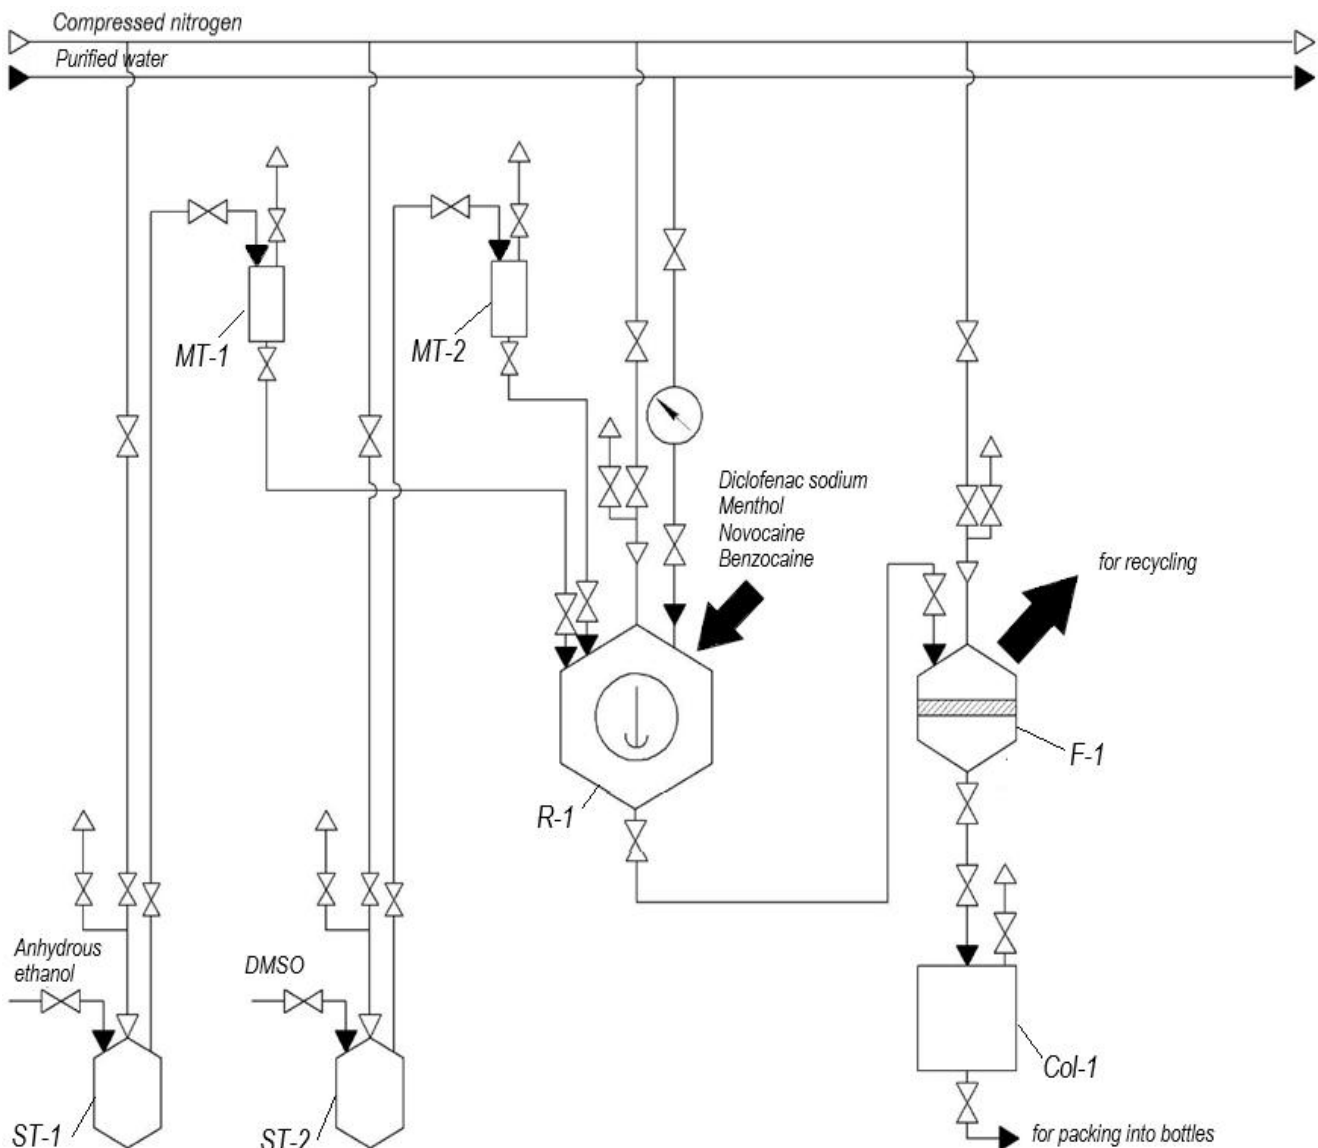 Compressed nitrogen
Purified water
MT-1
MT-2
Diclofenac sodium
Menthol
Novocaine
Benzocaine
for recycling
F-1
R-1
Anhydrous
ethanol
DMSO
Col-1
ST-1
ST-2
for packing into bottles